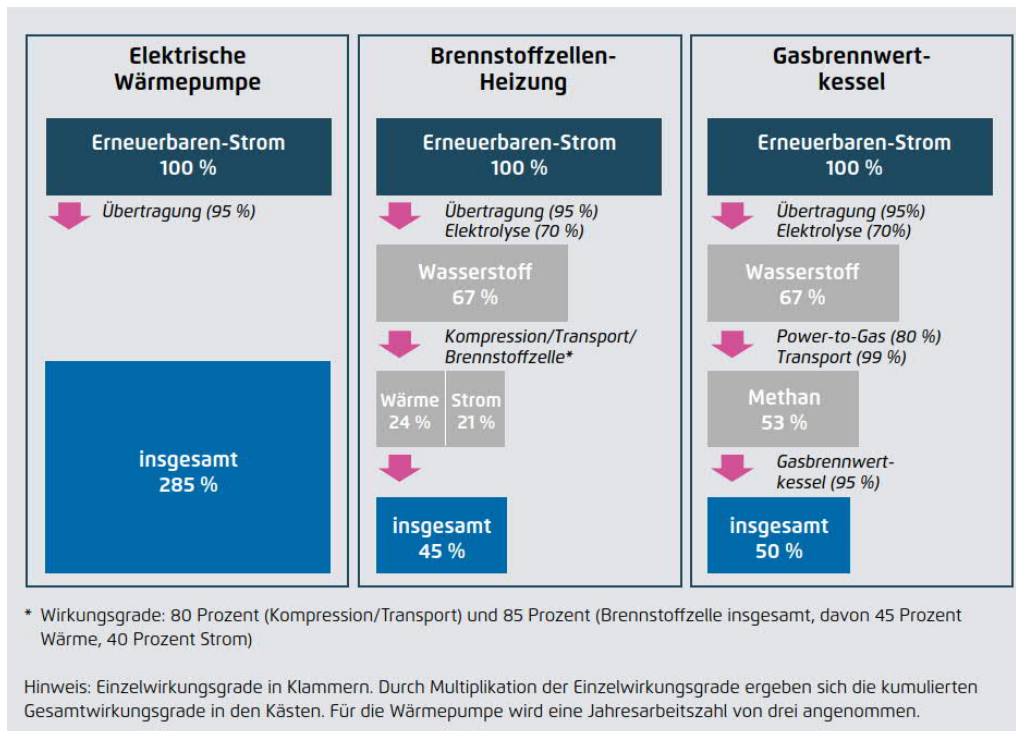 Elektrische
Wärmepumpe
Erneuerbaren-Strom
100 %
Übertragung (95 %)
insgesamt
285 %
Brennstoffzellen-
Heizung
Erneuerbaren-Strom
100 %
Übertragung (95 %)
Elektrolyse (70 %)
Wasserstoff
67 %
Kompression/Transport/
Brennstoffzelle*
Wärme
24 %
Strom
21 %
insgesamt
45 %
Gasbrennwert-
kessel
Erneuerbaren-Strom
100 %
Übertragung (95%)
Elektrolyse (70%)
Wasserstoff
67 %
Power-to-Gas (80 %)
Transport (99 %)
Methan
53 %
Gasbrennwert-
kessel (95 %)
insgesamt
50 %
* Wirkungsgrade: 80 Prozent (Kompression/Transport) und 85 Prozent (Brennstoffzelle insgesamt, davon 45 Prozent
Wärme, 40 Prozent Strom)
Hinweis: Einzelwirkungsgrade in Klammern. Durch Multiplikation der Einzelwirkungsgrade ergeben sich die kumulierten
Gesamtwirkungsgrade in den Kästen. Für die Wärmepumpe wird eine Jahresarbeitszahl von drei angenommen.